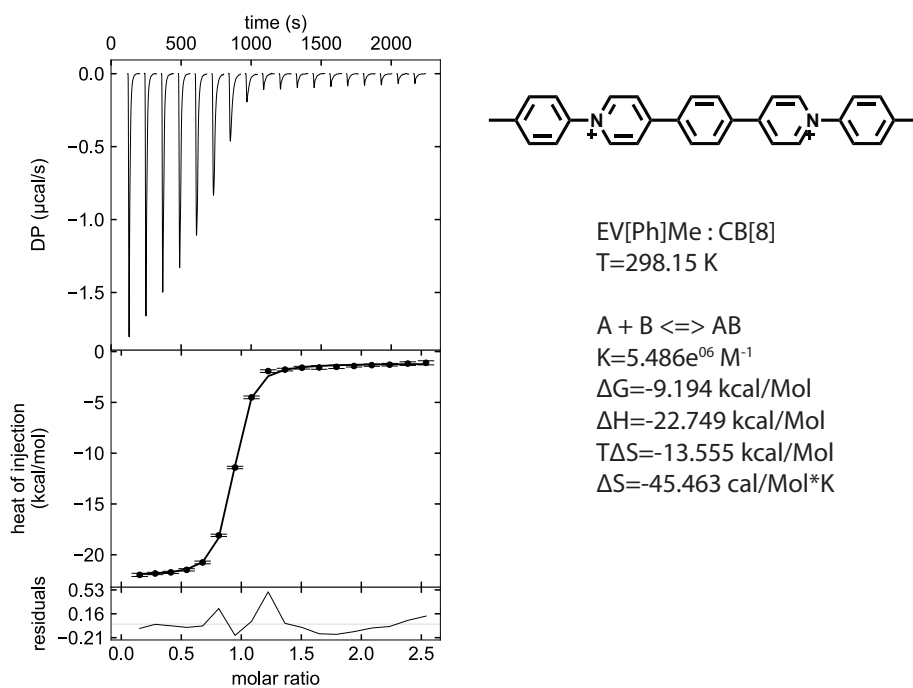 time (s)
0 500 1000 1500 2000
0.0
−0.5
−1.0
−1.5
DP (μcal/s)
0
−5
−10
−15
−20
heat of injection
(kcal/mol)
0.53
0.16
−0.21
residuals
0.0 0.5 1.0 1.5 2.0 2.5
molar ratio
N
+
N
+
EV[Ph]Me : CB[8]
T=298.15 K
A + B <=> AB
K=5.486e⁰⁶ M⁻¹
ΔG=-9.194 kcal/Mol
ΔH=-22.749 kcal/Mol
TΔS=-13.555 kcal/Mol
ΔS=-45.463 cal/Mol*K